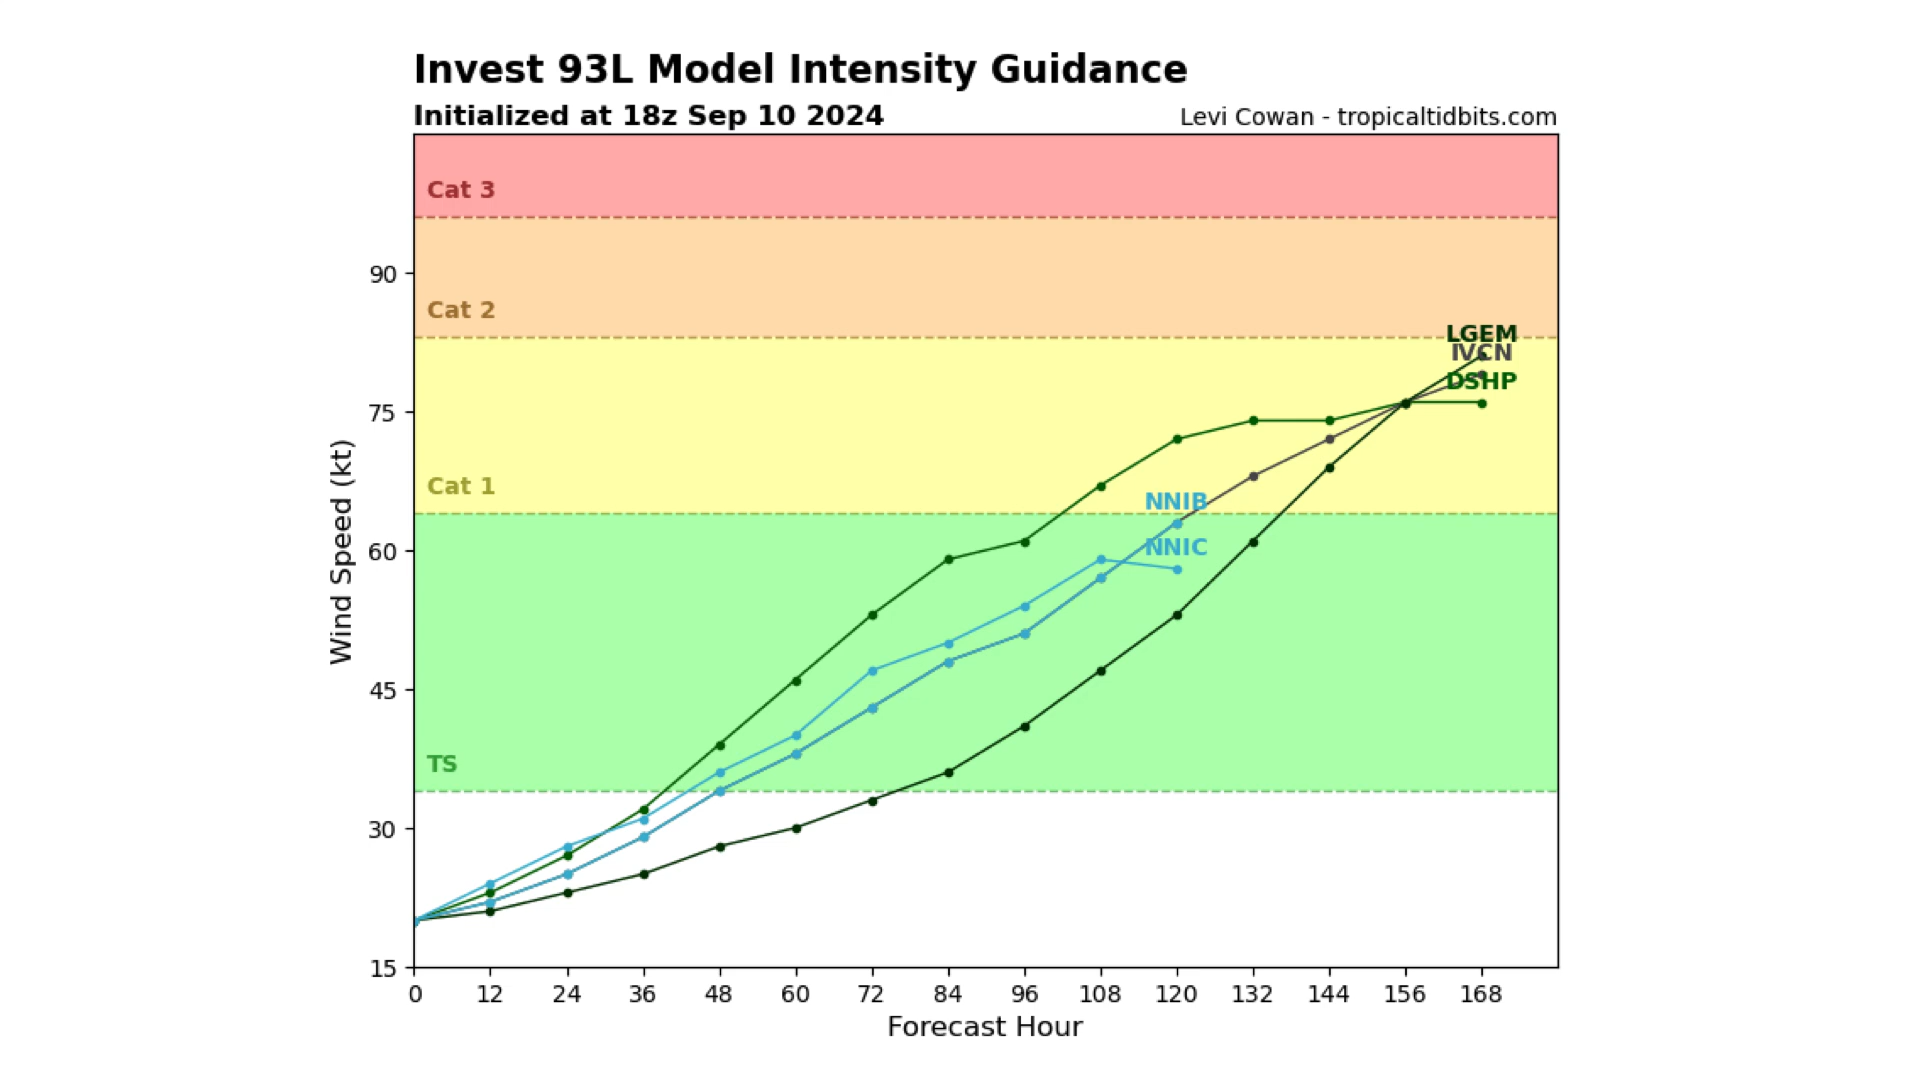 Invest 93L Model Intensity Guidance
Initialized at 18z Sep 10 2024
Levi Cowan - tropicaltidbits.com
Cat 3
90
Cat 2
LGEM
IVCN
DSHP
75
Cat 1
NNIB
NNIC
60
Wind Speed (kt)
45
TS
30
15
0 12 24 36 48 60 72 84 96 108 120 132 144 156 168
Forecast Hour